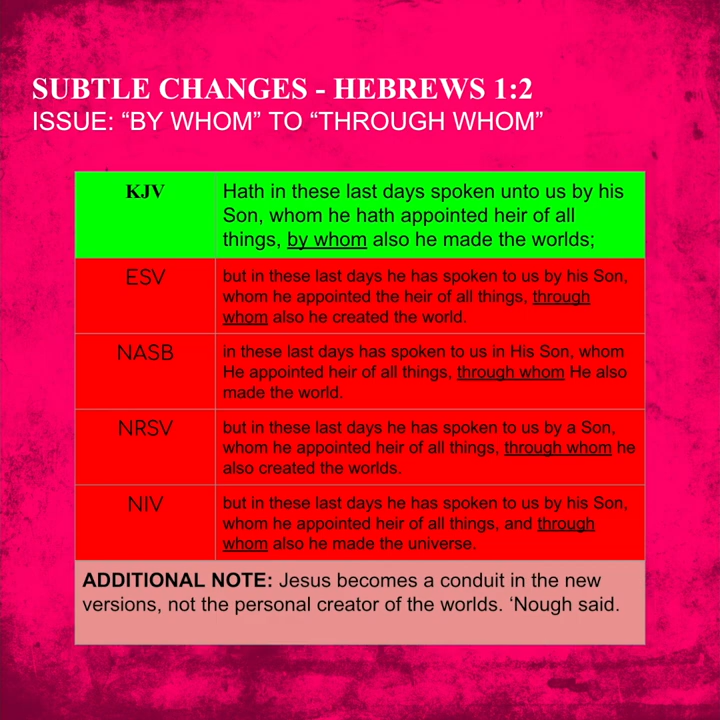 SUBTLE CHANGES - HEBREWS 1:2
ISSUE: “BY WHOM” TO “THROUGH WHOM”
KJV
Hath in these last days spoken unto us by his
Son, whom he hath appointed heir of all
things, by whom also he made the worlds;
ESV
but in these last days he has spoken to us by his Son,
whom he appointed the heir of all things, through
whom also he created the world.
NASB
in these last days has spoken to us in His Son, whom
He appointed heir of all things, through whom He also
made the world.
NRSV
but in these last days he has spoken to us by a Son,
whom he appointed heir of all things, through whom he
also created the worlds.
NIV
but in these last days he has spoken to us by his Son,
whom he appointed heir of all things, and through
whom also he made the universe.
ADDITIONAL NOTE: Jesus becomes a conduit in the new
versions, not the personal creator of the worlds. ‘Nough said.